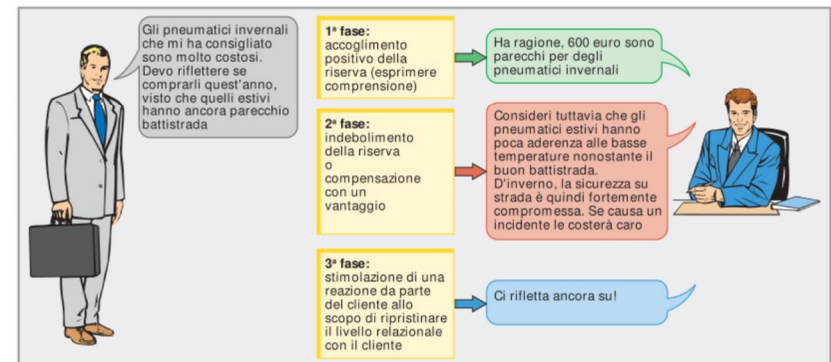 Gli pneumatici invernali
che mi ha consigliato
sono molto costosi.
Devo riflettere se
comprarli quest'anno,
visto che quelli estivi
hanno ancora parecchio
battistrada
1ª fase:
accoglimento
positivo della
riserva (esprimere
comprensione)
Ha ragione, 600 euro sono
parecchi per degli
pneumatici invernali
2ª fase:
indebolimento
della riserva
o
compensazione
con un
vantaggio
Consideri tuttavia che gli
pneumatici estivi hanno
poca aderenza alle basse
temperature nonostante il
buon battistrada.
D'inverno, la sicurezza su
strada è quindi fortemente
compromessa. Se causa un
incidente le costerà caro
3ª fase:
stimolazione di una
reazione da parte
del cliente allo
scopo di ripristinare
il livello relazionale
con il cliente
Ci rifletta ancora su!